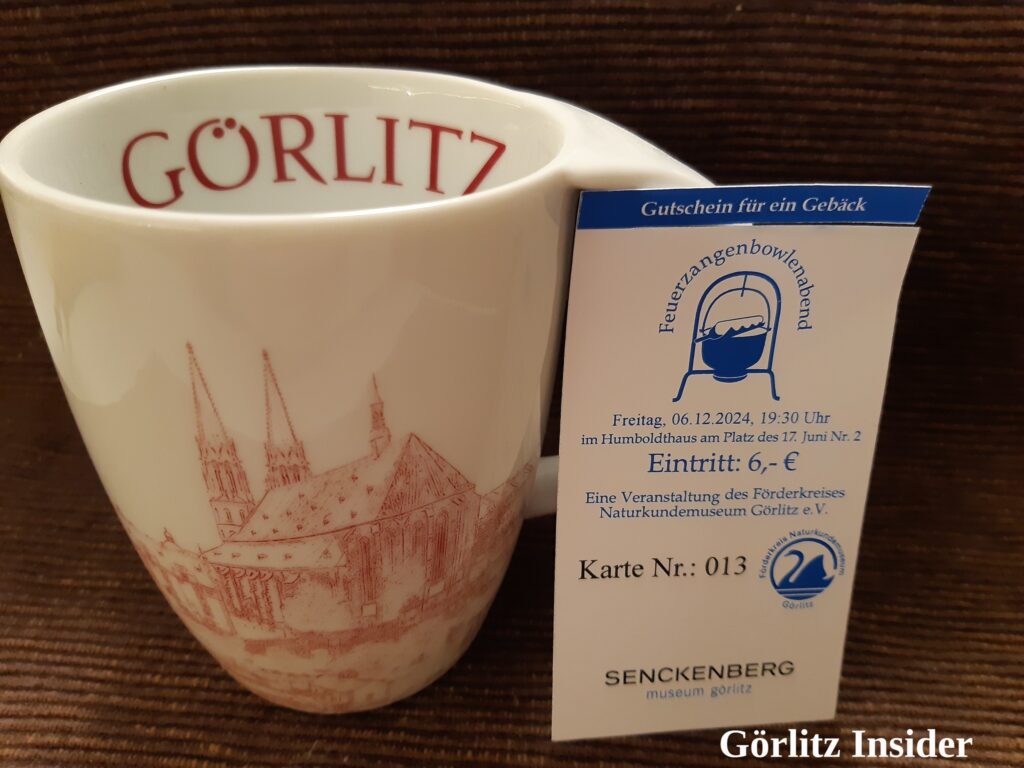 GÖRLITZ
Gutschein für ein Gebäck
Feuerzangenbowlenabend
Freitag, 06.12.2024, 19:30 Uhr
im Humboldthaus am Platz des 17. Juni Nr. 2
Eintritt: 6,- €
Eine Veranstaltung des Förderkreises
Naturkundemuseum Görlitz e.V.
Karte Nr.: 013
Förderkreis Naturkundemuseum
Görlitz
SENCKENBERG
museum görlitz
Görlitz Insider